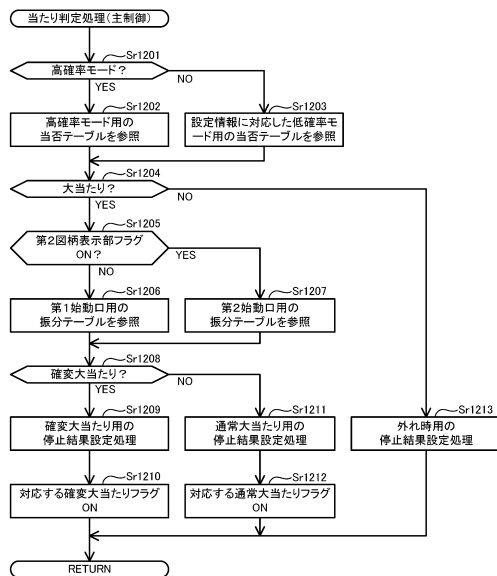 当たり判定処理(主制御)
Sr1201
高確率モード?
YES
NO
Sr1202
高確率モード用の
当否テーブルを参照
Sr1203
設定情報に対応した低確率モ
ード用の当否テーブルを参照
Sr1204
大当たり?
YES
NO
Sr1205
第2図柄表示部フラグ
ON?
NO
YES
Sr1206
第1始動口用の
振分テーブルを参照
Sr1207
第2始動口用の
振分テーブルを参照
Sr1208
確変大当たり?
YES
NO
Sr1209
確変大当たり用の
停止結果設定処理
Sr1211
通常大当たり用の
停止結果設定処理
Sr1213
外れ時用の
停止結果設定処理
Sr1210
対応する確変大当たりフラグ
ON
Sr1212
対応する通常大当たりフラグ
ON
RETURN